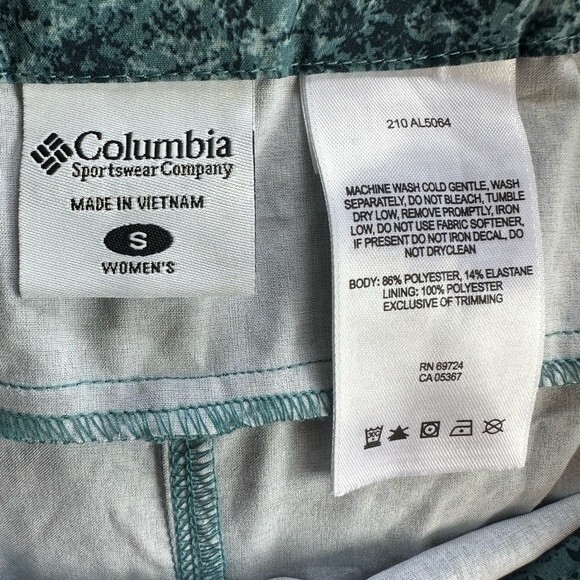 Columbia
Sportswear Company
MADE IN VIETNAM
S
WOMEN'S
210 AL5064
MACHINE WASH COLD GENTLE, WASH
SEPARATELY, DO NOT BLEACH, TUMBLE
DRY LOW, REMOVE PROMPTLY, IRON
LOW, DO NOT USE FABRIC SOFTENER,
IF PRESENT DO NOT IRON DECAL, DO
NOT DRYCLEAN
BODY: 86% POLYESTER, 14% ELASTANE
LINING: 100% POLYESTER
EXCLUSIVE OF TRIMMING
RN 69724
CA 05367